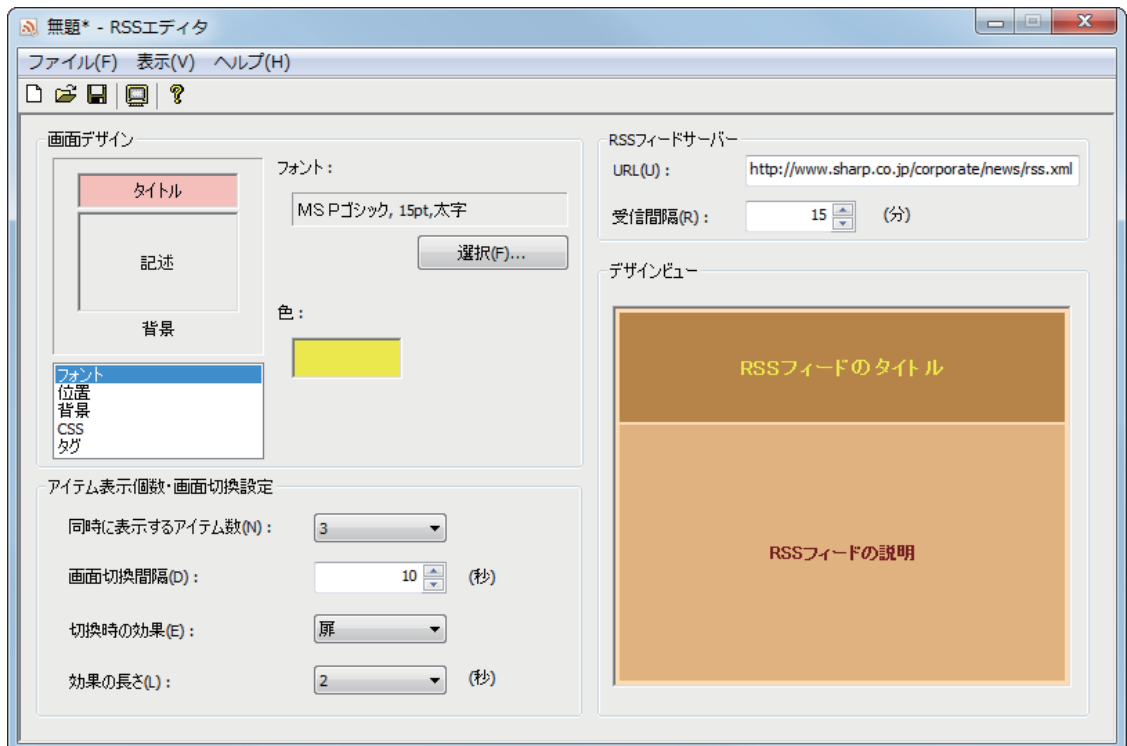 無題* - RSSエディタ
ファイル(F) 表示(V) ヘルプ(H)
画面デザイン
タイトル
記述
背景
フォント
位置
背景
CSS
タグ
フォント：
MS Pゴシック, 15pt,太字
選択(F)...
色：
アイテム表示個数・画面切換設定
同時に表示するアイテム数(N)： 3
画面切換間隔(D)： 10 (秒)
切換時の効果(E)： 扉
効果の長さ(L)： 2 (秒)
RSSフィードサーバー
URL(U)： http://www.sharp.co.jp/corporate/news/rss.xml
受信間隔(R)： 15 (分)
デザインビュー
RSSフィードのタイトル
RSSフィードの説明